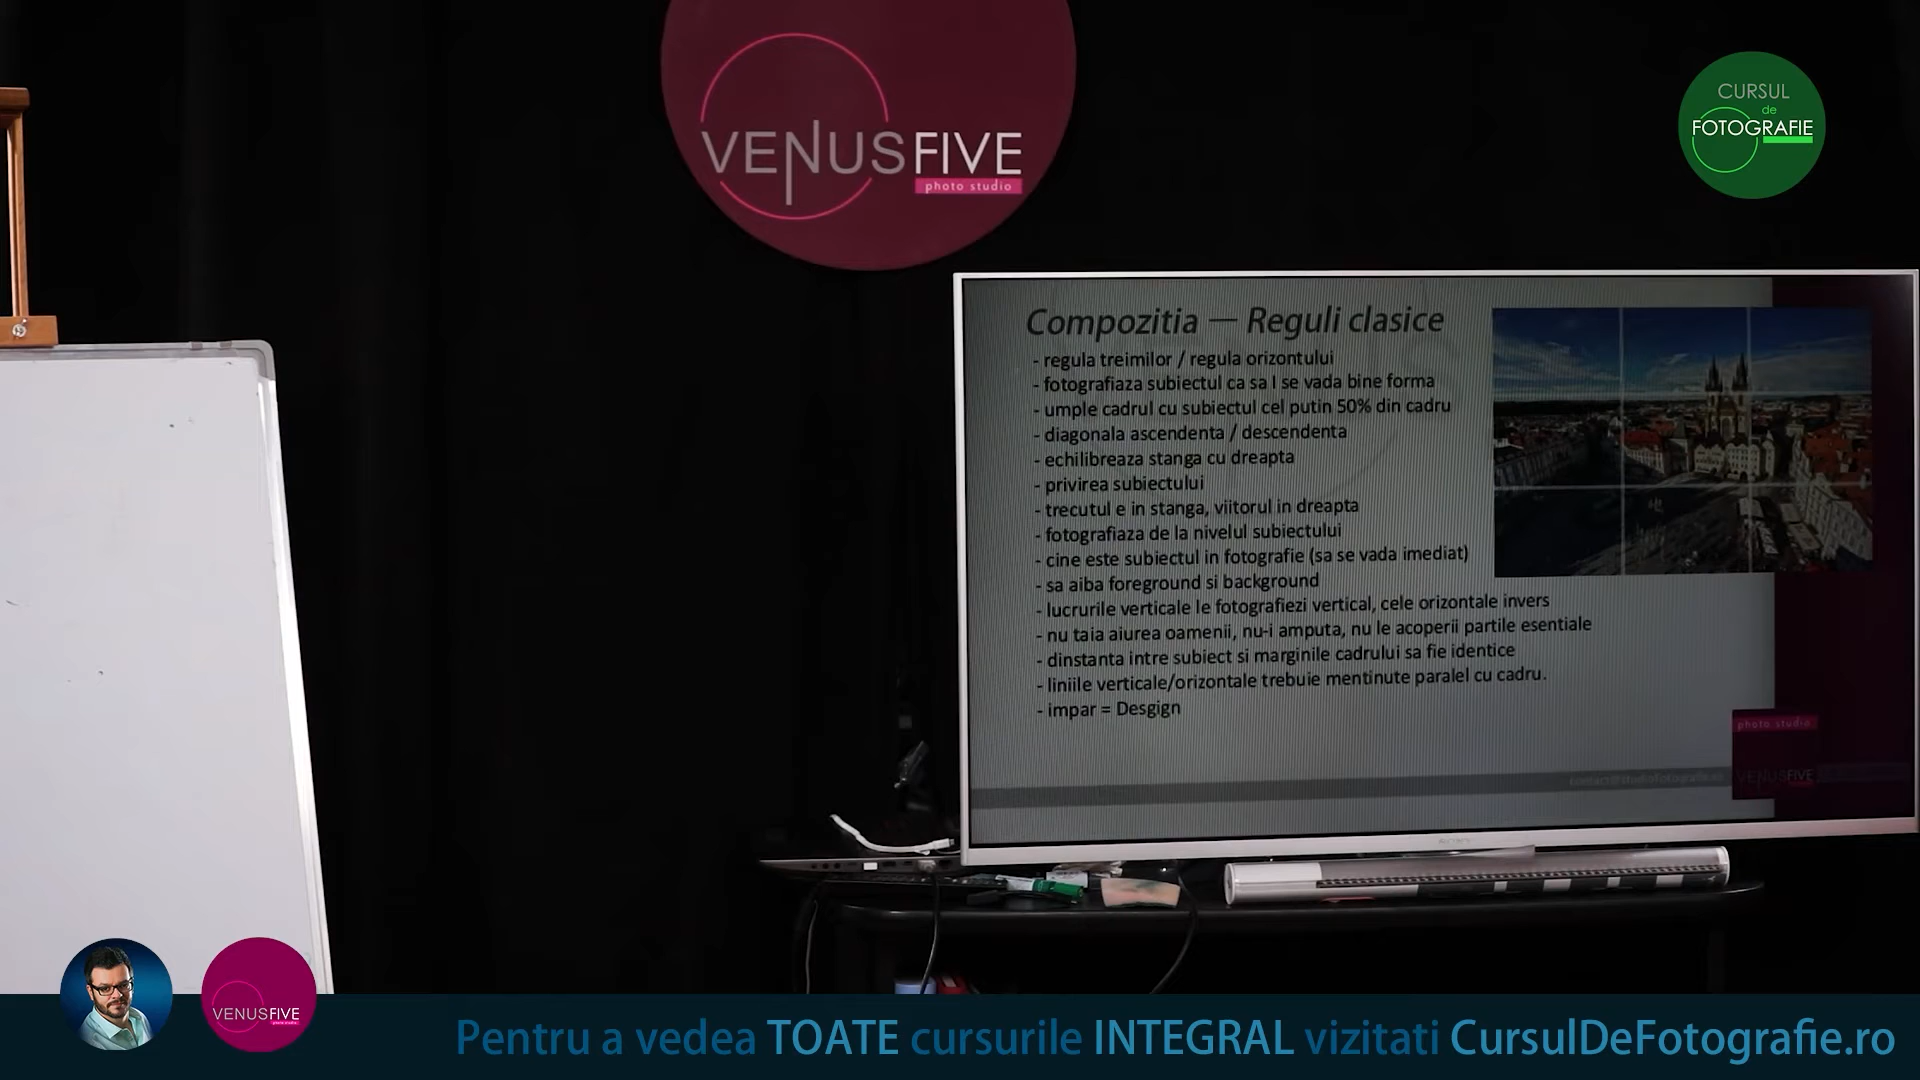 VENUSFIVE
photo studio
CURSUL
de
FOTOGRAFIE
Compozitia — Reguli clasice
- regula treimilor / regula orizontului
- fotografiaza subiectul ca sa l se vada bine forma
- umple cadrul cu subiectul cel putin 50% din cadru
- diagonala ascendenta / descendenta
- echilibreaza stanga cu dreapta
- privirea subiectului
- trecutul e in stanga, viitorul in dreapta
- fotografiaza de la nivelul subiectului
- cine este subiectul in fotografie (sa se vada imediat)
- sa aiba foreground si background
- lucrurile verticale le fotografiezi vertical, cele orizontale invers
- nu taia aiurea oamenii, nu-i amputa, nu le acoperii partile esentiale
- dinstanta intre subiect si marginile cadrului sa fie identice
- liniile verticale/orizontale trebuie mentinute paralel cu cadru.
- impar = Desgign
photo studio
VENUSFIVE
SONY
VENUSFIVE
photo studio
Pentru a vedea TOATE cursurile INTEGRAL vizitati CursulDeFotografie.ro